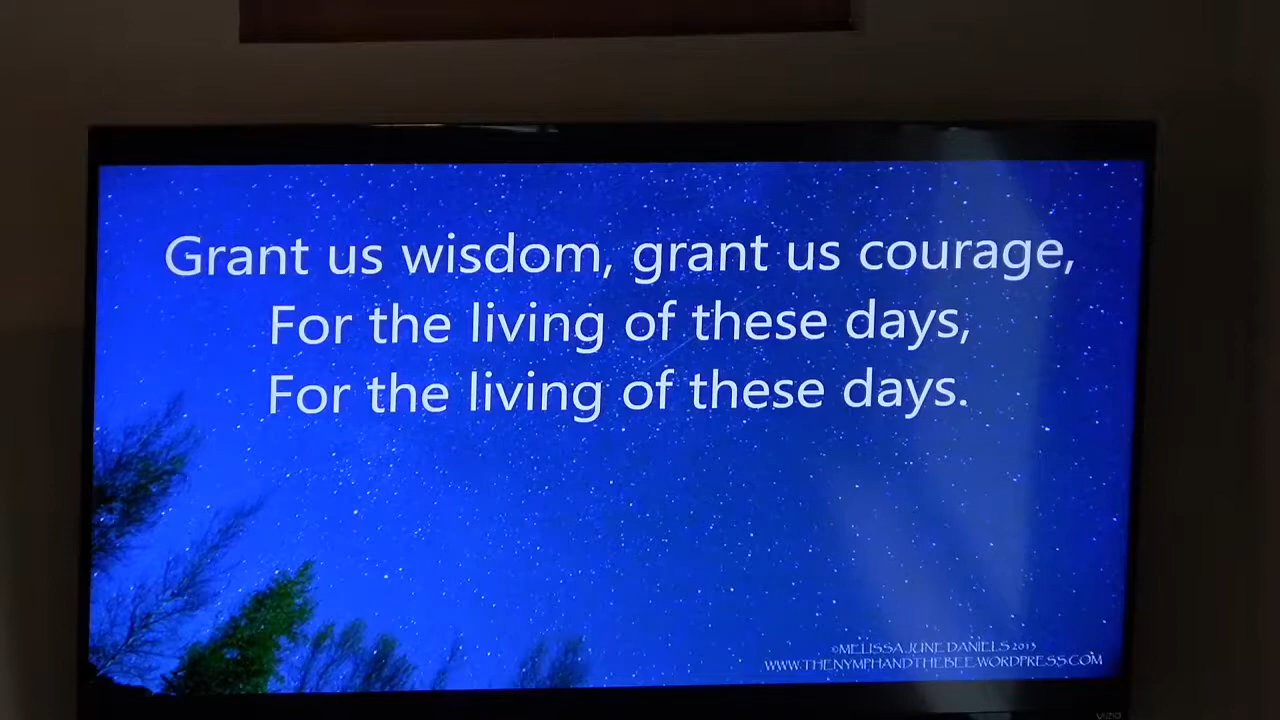 Grant us wisdom, grant us courage,
For the living of these days,
For the living of these days.
©MELISSA JUNE DANIELS 2013
WWW.THENYMPHANDTHEBEE.WORDPRESS.COM
VIZIO